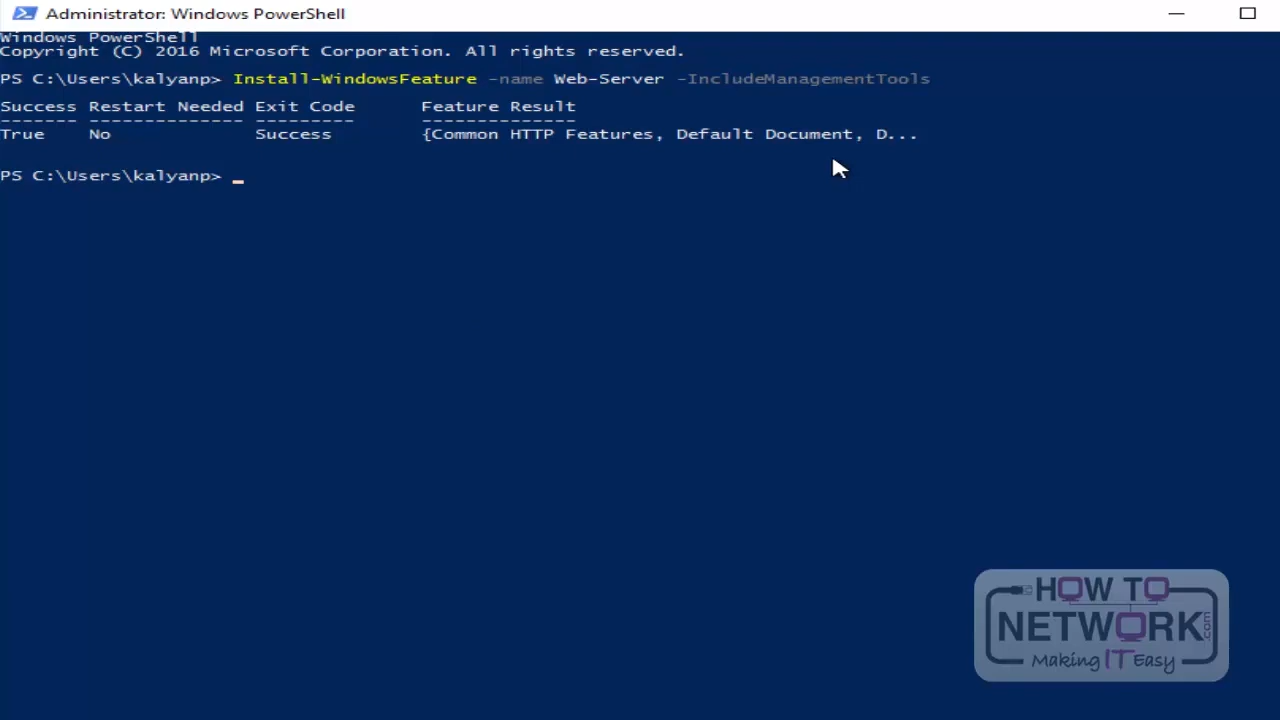 Administrator: Windows PowerShell
Windows PowerShell
Copyright (C) 2016 Microsoft Corporation. All rights reserved.
PS C:\Users\kalyanp> Install-WindowsFeature -name Web-Server -IncludeManagementTools
Success Restart Needed Exit Code      Feature Result
------- -------------- ---------      --------------
True    No             Success        {Common HTTP Features, Default Document, D...
PS C:\Users\kalyanp> _
HOW TO
NETWORK.com
Making IT Easy